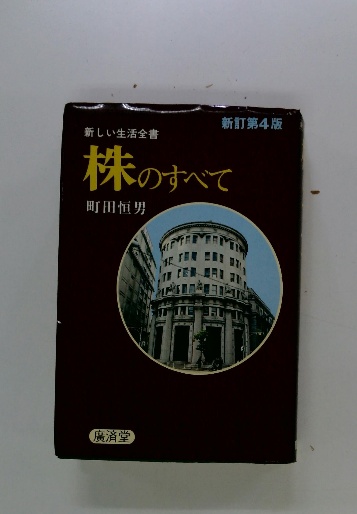 新訂第4版
新しい生活全書
株のすべて
町田恒男
廣済堂